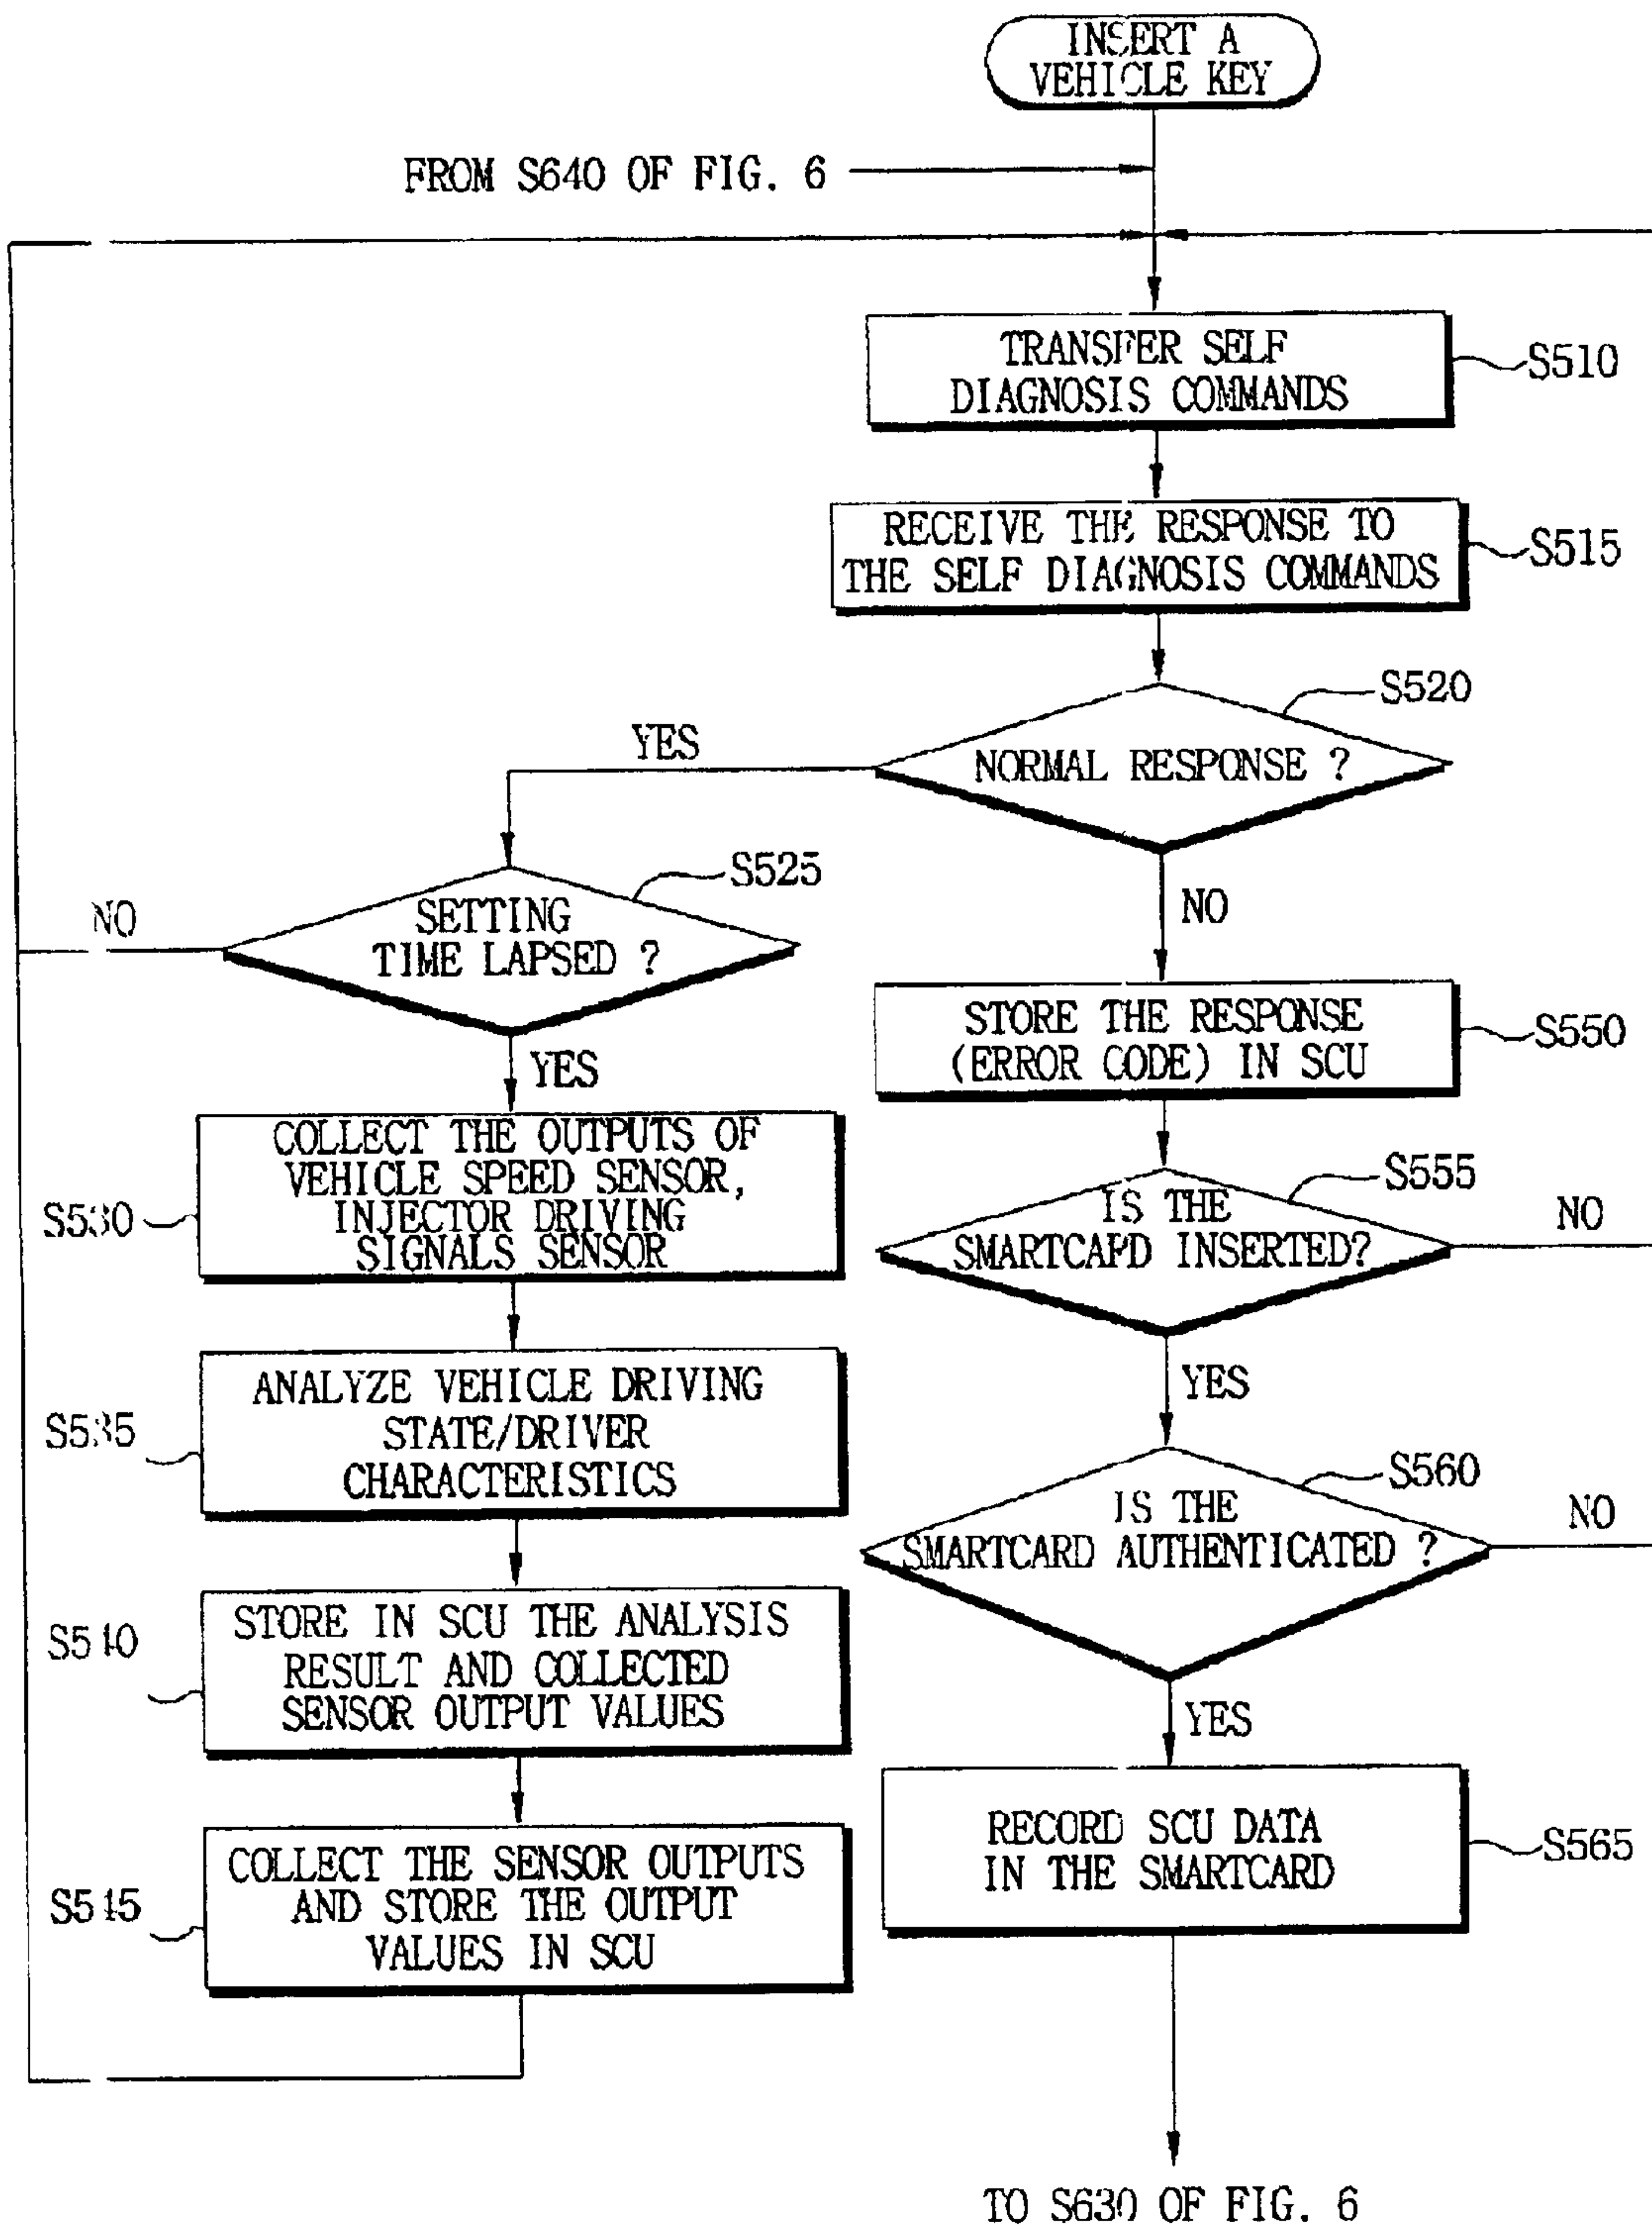 INSERT A
VEHICLE KEY
FROM S640 OF FIG. 6
TRANSFER SELF
DIAGNOSIS COMMANDS
S510
RECEIVE THE RESPONSE TO
THE SELF DIAGNOSIS COMMANDS
S515
S520
NORMAL RESPONSE ?
YES
NO
S525
SETTING
TIME LAPSED ?
NO
YES
COLLECT THE OUTPUTS OF
VEHICLE SPEED SENSOR,
INJECTOR DRIVING
SIGNALS SENSOR
S530
ANALYZE VEHICLE DRIVING
STATE/DRIVER
CHARACTERISTICS
S535
STORE IN SCU THE ANALYSIS
RESULT AND COLLECTED
SENSOR OUTPUT VALUES
S540
COLLECT THE SENSOR OUTPUTS
AND STORE THE OUTPUT
VALUES IN SCU
S545
STORE THE RESPONSE
(ERROR CODE) IN SCU
S550
S555
IS THE
SMARTCARD INSERTED?
NO
YES
S560
IS THE
SMARTCARD AUTHENTICATED ?
NO
YES
RECORD SCU DATA
IN THE SMARTCARD
S565
TO S630 OF FIG. 6